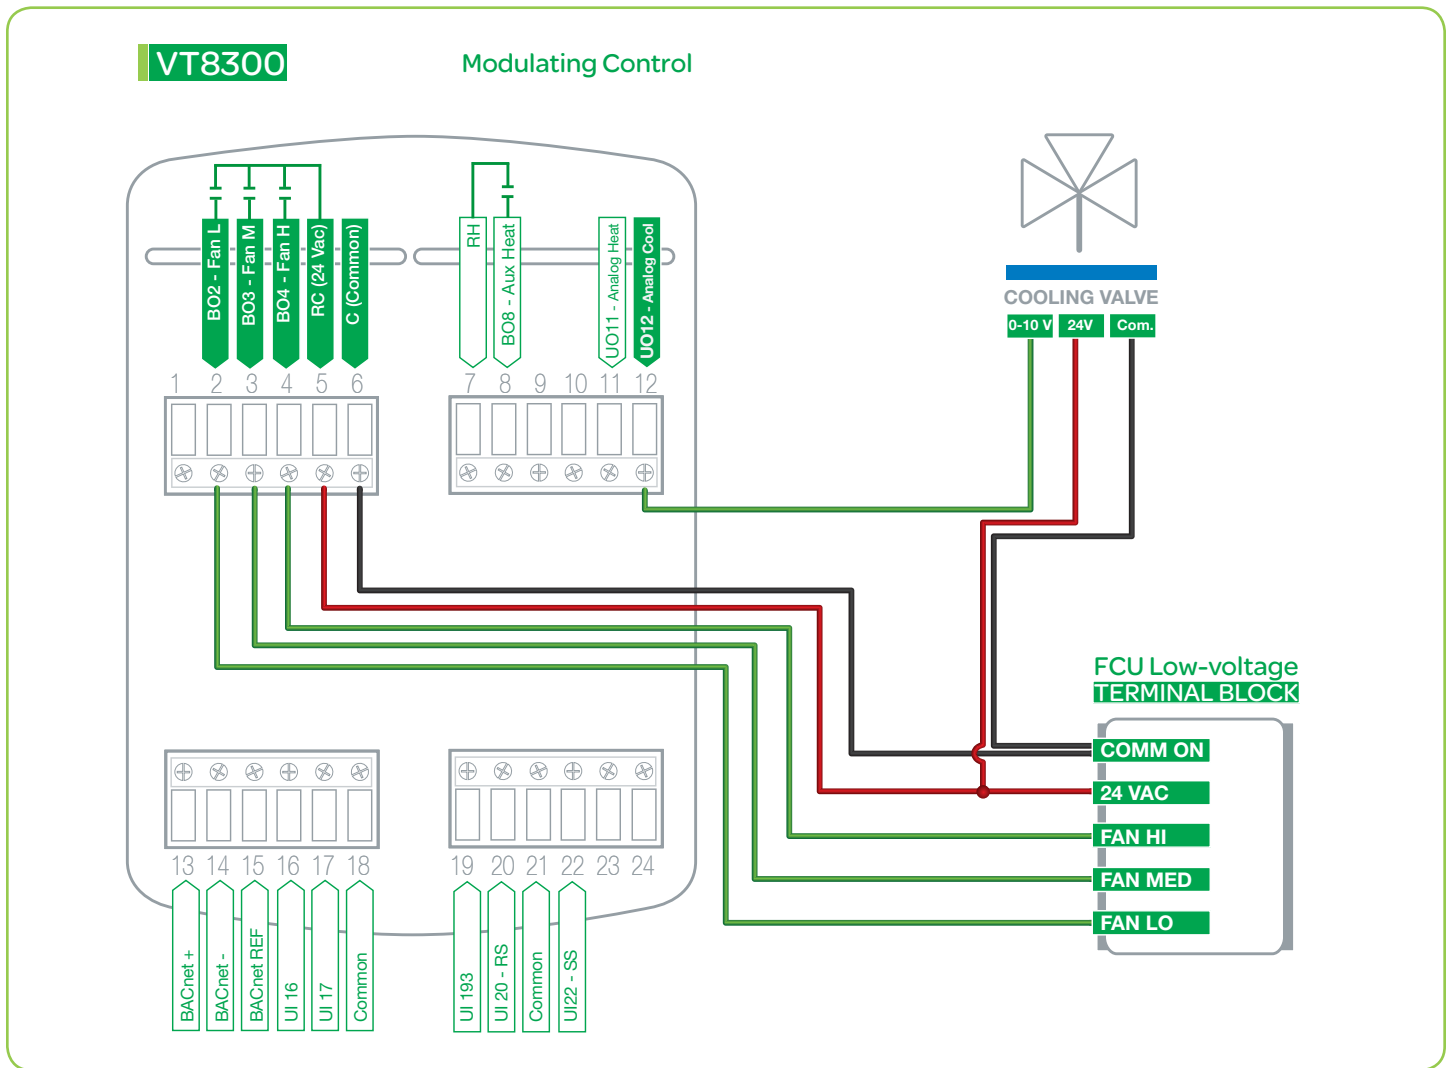 VT8300
Modulating Control
BO2 - Fan L
BO3 - Fan M
BO4 - Fan H
RC (24 Vac)
C (Common)
RH
BO8 - Aux Heat
UO11 - Analog Heat
UO12 - Analog Cool
1 2 3 4 5 6
7 8 9 10 11 12
COOLING VALVE
0-10 V 24V Com.
FCU Low-voltage
TERMINAL BLOCK
COMM ON
24 VAC
FAN HI
FAN MED
FAN LO
13 14 15 16 17 18
19 20 21 22 23 24
BACnet +
BACnet -
BACnet REF
UI 16
UI 17
Common
UI 193
UI 20 - RS
Common
UI22 - SS